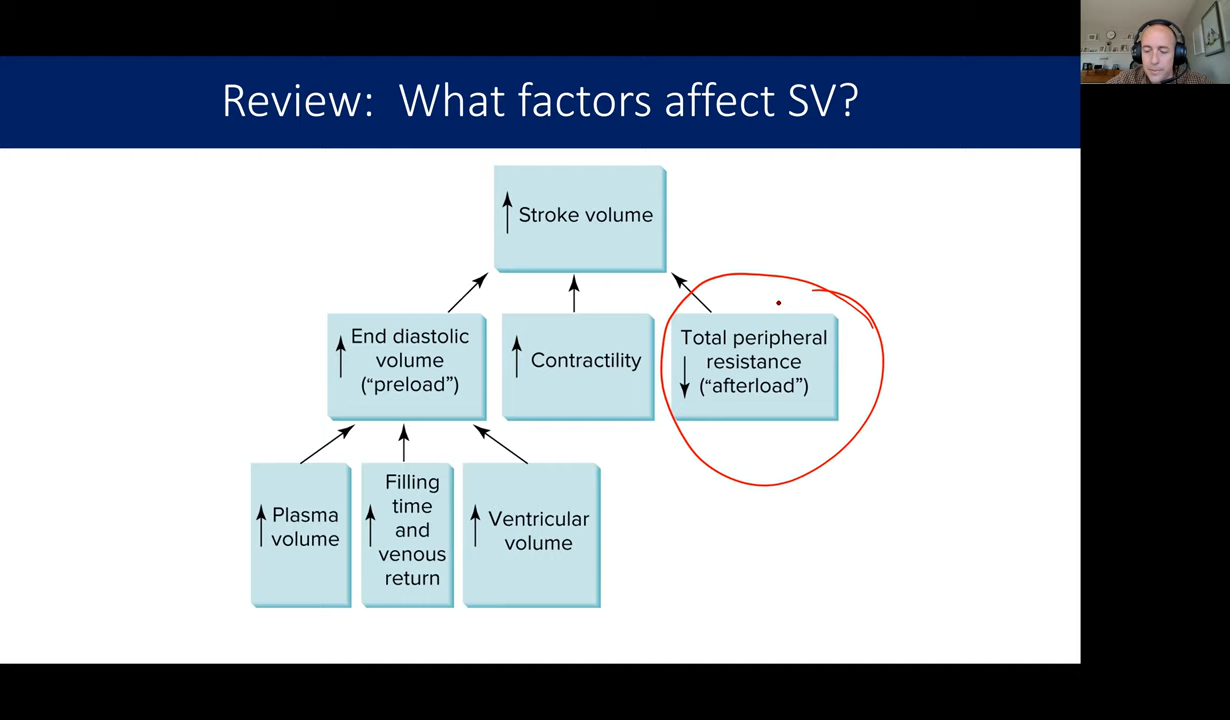 Review: What factors affect SV?
Stroke volume
End diastolic
volume
(“preload”)
Contractility
Total peripheral
resistance
(“afterload”)
Plasma
volume
Filling
time
and
venous
return
Ventricular
volume